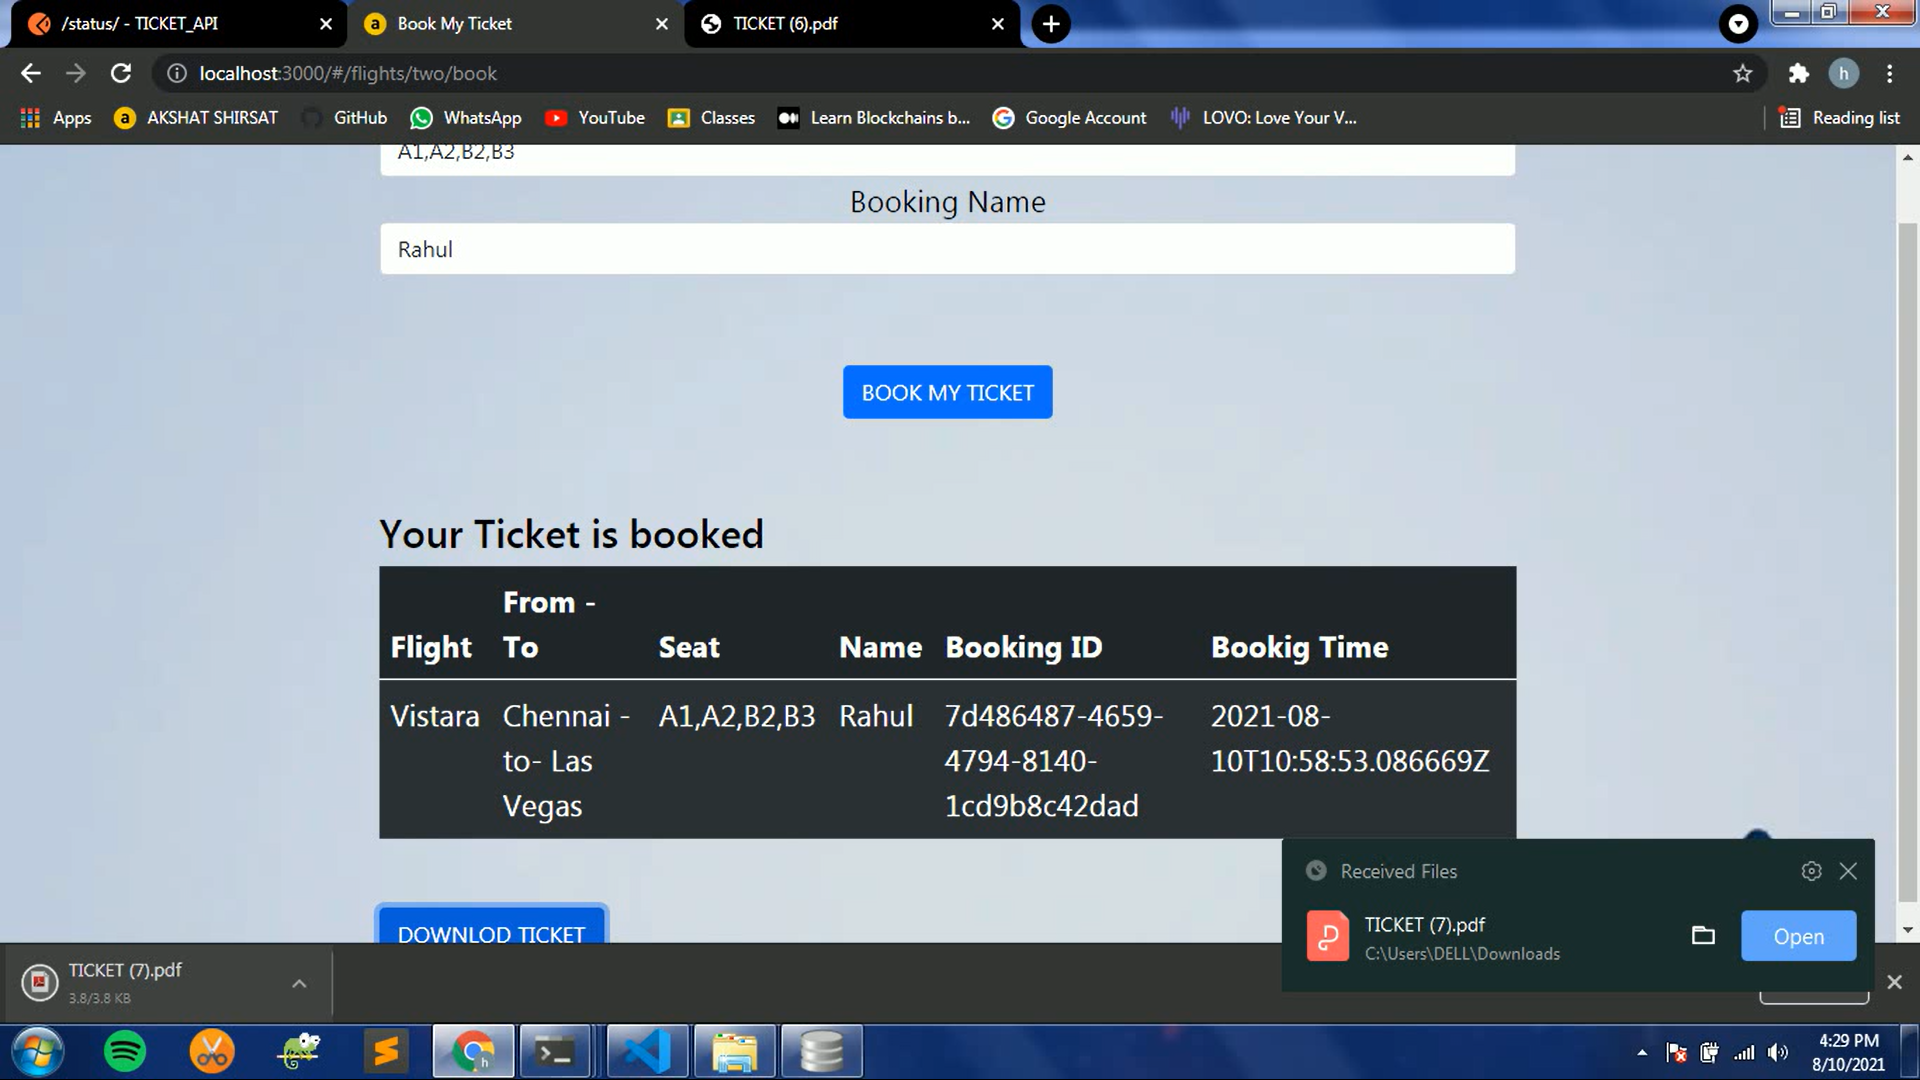 /status/ - TICKET_API
Book My Ticket
TICKET (6).pdf
localhost:3000/#/flights/two/book
h
Apps
a AKSHAT SHIRSAT
GitHub
WhatsApp
YouTube
Classes
Learn Blockchains b...
Google Account
LOVO: Love Your V...
Reading list
A1,A2,B2,B3
Booking Name
Rahul
BOOK MY TICKET
Your Ticket is booked
Flight From - To Seat Name Booking ID Bookig Time
Vistara Chennai - A1,A2,B2,B3 Rahul 7d486487-4659- 2021-08-
to- Las 4794-8140- 10T10:58:53.086669Z
Vegas 1cd9b8c42dad
DOWNLOD TICKET
Received Files
TICKET (7).pdf
C:\Users\DELL\Downloads
Open
TICKET (7).pdf
3.8/3.8 KB
4:29 PM
8/10/2021